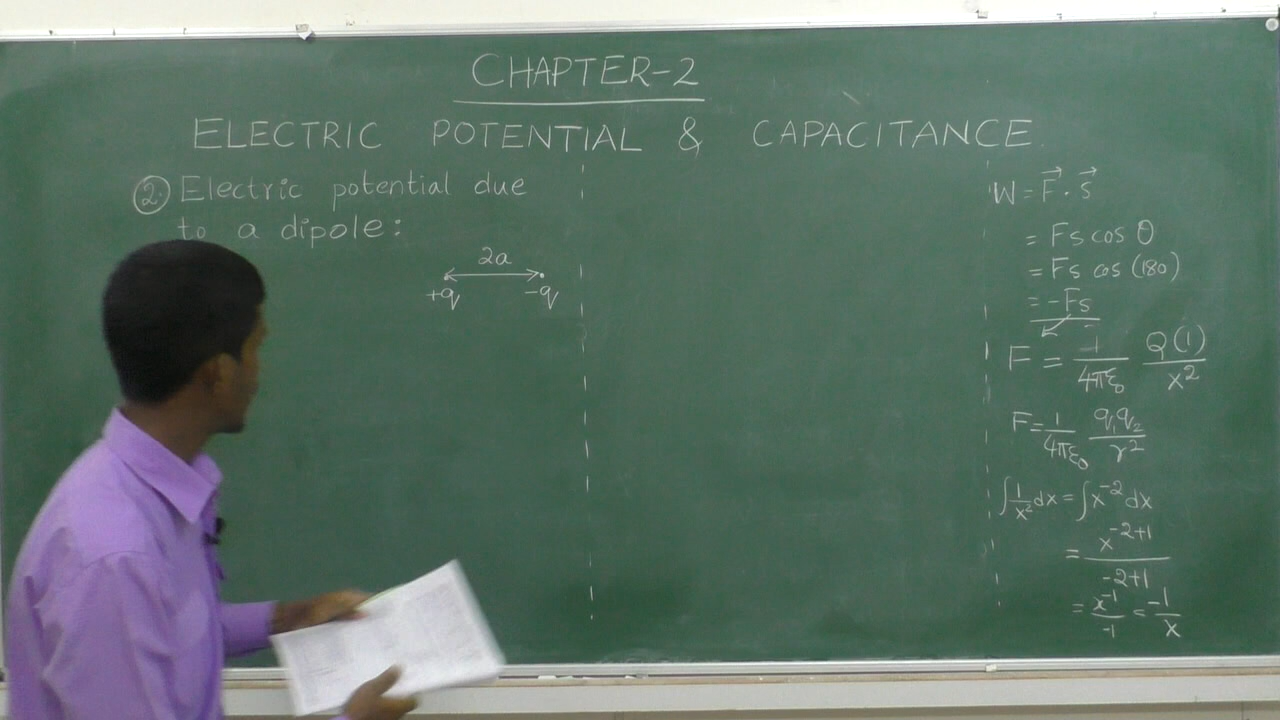 CHAPTER-2
ELECTRIC POTENTIAL & CAPACITANCE
2. Electric potential due
to a dipole:
2a
+q -q
W = F⃗ · s⃗
= Fs cos θ
= Fs cos (180)
= -Fs
F = 1/4πε₀ Q(1)/x²
F = 1/4πε₀ q₁q₂/r²
∫1/x² dx = ∫x⁻² dx
= x⁻²⁺¹/-2+1
= x⁻¹/-1 = -1/x